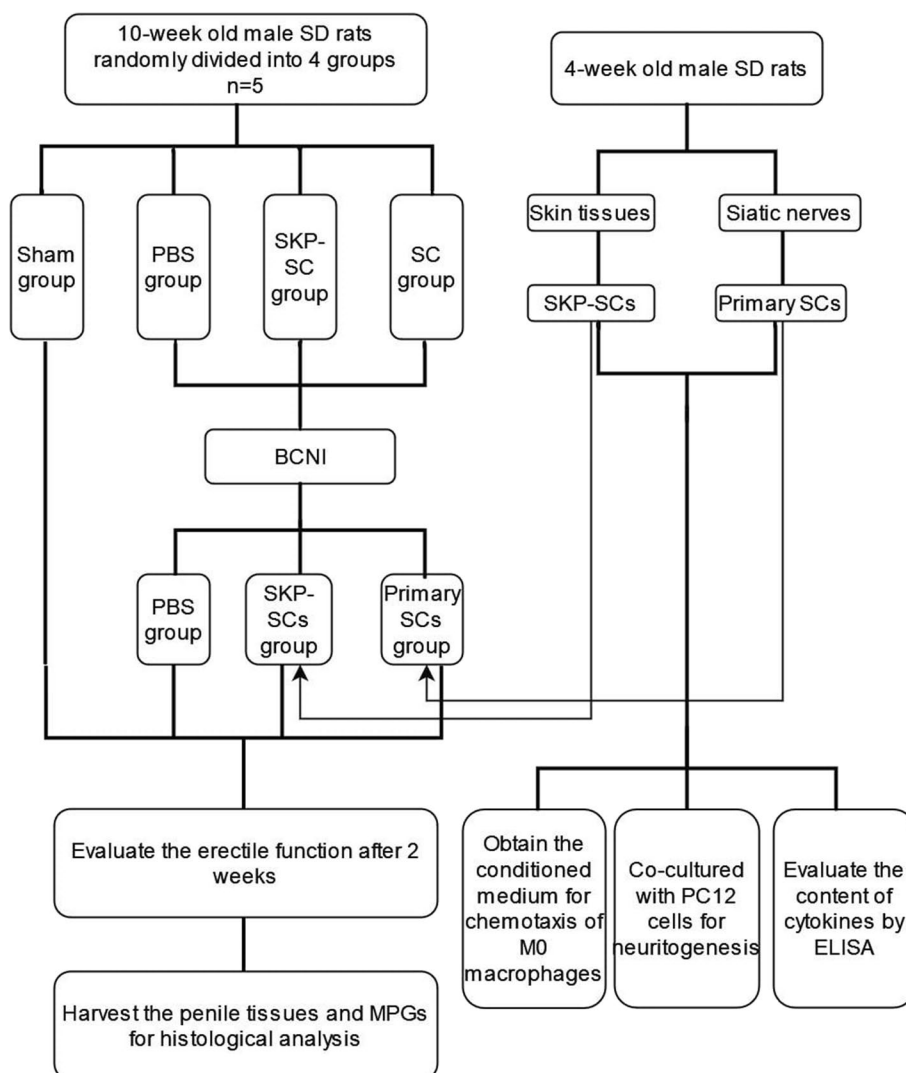 10-week old male SD rats
randomly divided into 4 groups
n=5
4-week old male SD rats
Sham
group
PBS
group
SKP-
SC
group
SC
group
Skin tissues
Siatic nerves
SKP-SCs
Primary SCs
BCNI
PBS
group
SKP-
SCs
group
Primary
SCs
group
Evaluate the erectile function after 2
weeks
Harvest the penile tissues and MPGs
for histological analysis
Obtain the
conditioned
medium for
chemotaxis of
M0
macrophages
Co-cultured
with PC12
cells for
neuritogenesis
Evaluate the
content of
cytokines by
ELISA